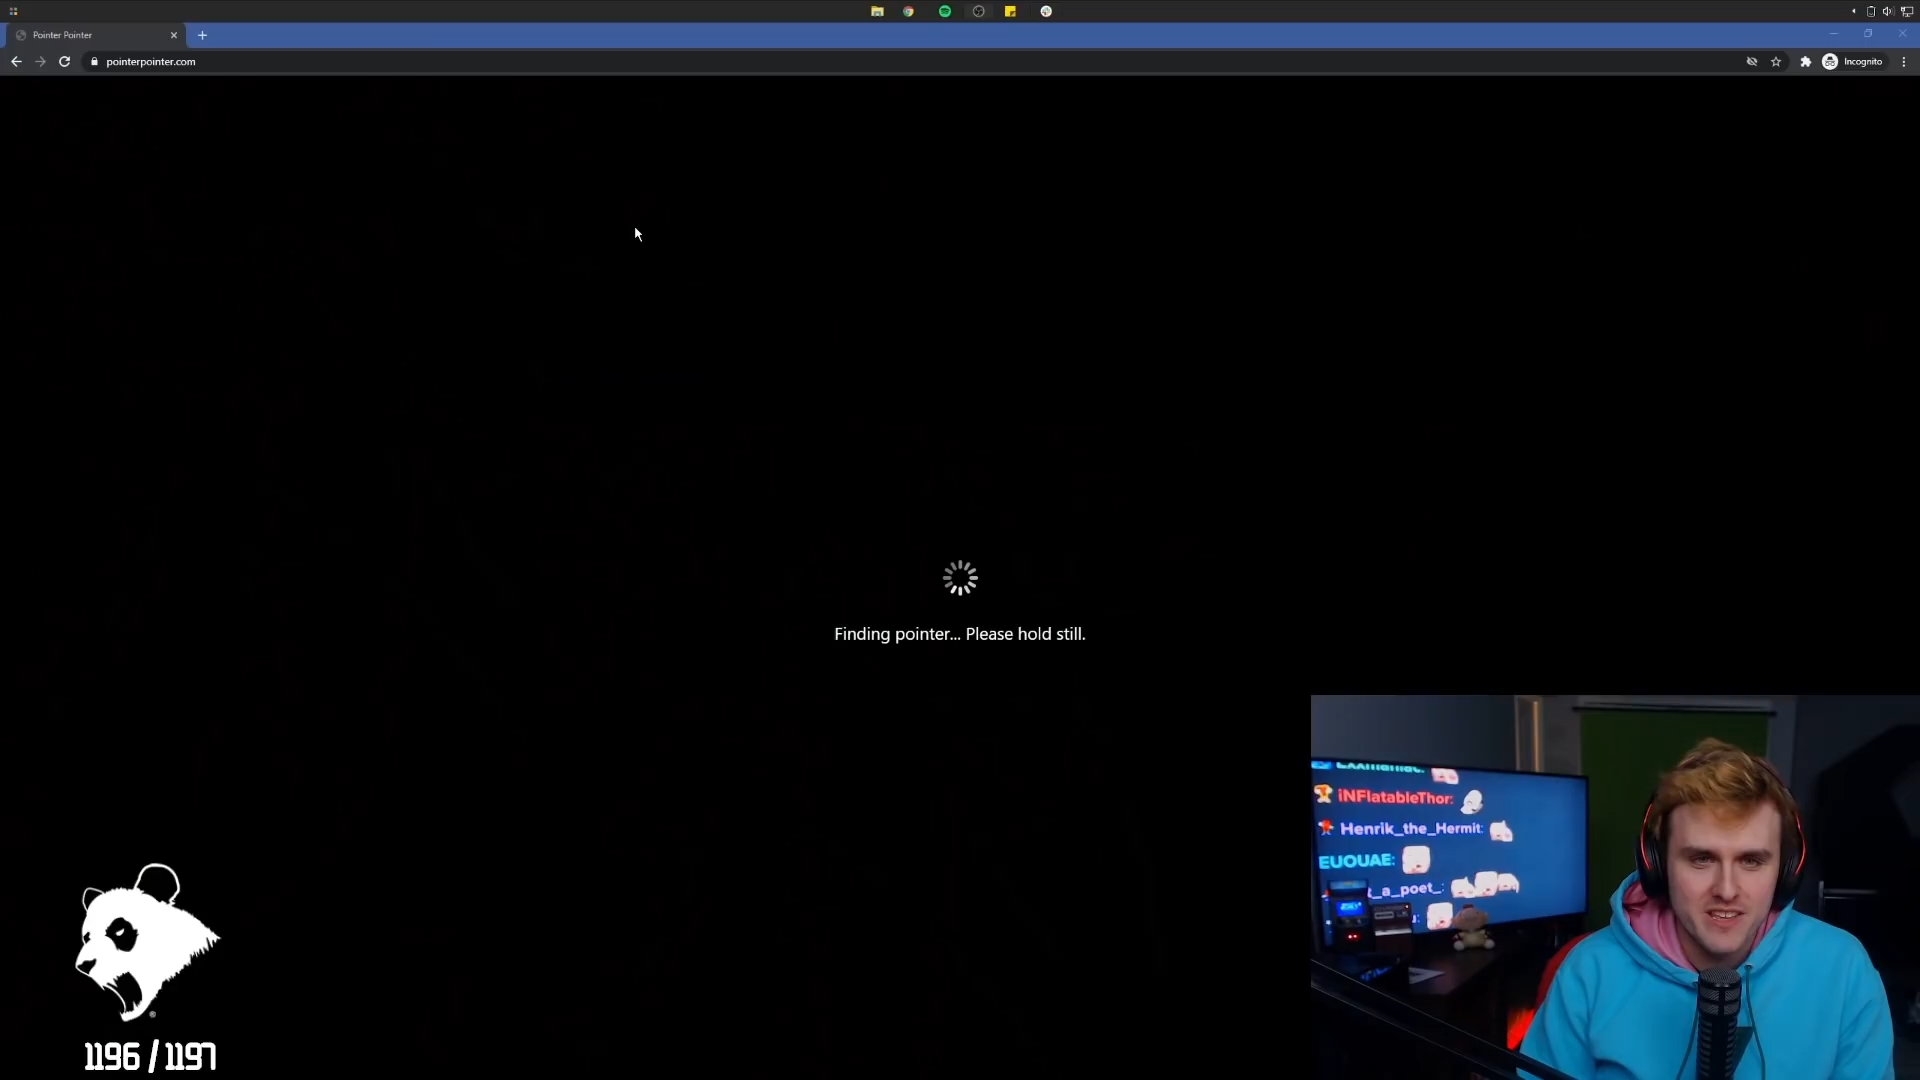 Pointer Pointer
pointerpointer.com
Incognito
Finding pointer... Please hold still.
iNFlatableThor:
Henrik_the_Hermit:
EUOUAE:
_a_poet_:
1196 / 1197